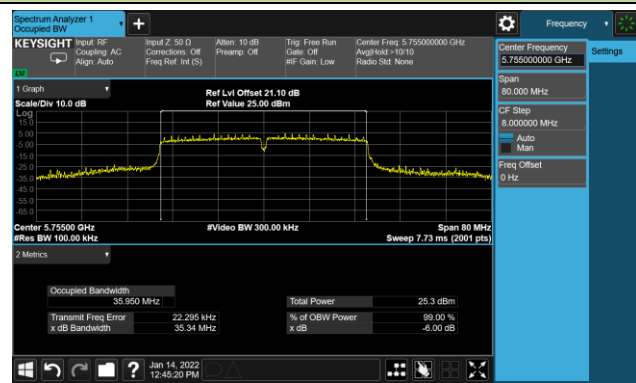 Spectrum Analyzer 1
Occupied BW
Frequency
KEYSIGHT Input: RF
Coupling: AC
Align: Auto
Input Z: 50 Ω
Corrections: Off
Freq Ref: Int (S)
Atten: 10 dB
Preamp: Off
Trig: Free Run
Gate: Off
#IF Gain: Low
Center Freq: 5.755000000 GHz
Avg|Hold:>10/10
Radio Std: None
Center Frequency
5.755000000 GHz
Settings
Span
80.000 MHz
CF Step
8.000000 MHz
Auto
Man
Freq Offset
0 Hz
1 Graph
Scale/Div 10.0 dB
Ref Lvl Offset 21.10 dB
Ref Value 25.00 dBm
Log
15.0
5.00
-5.00
-15.0
-25.0
-35.0
-45.0
-55.0
-65.0
Center 5.75500 GHz
#Res BW 100.00 kHz
#Video BW 300.00 kHz
Span 80 MHz
Sweep 7.73 ms (2001 pts)
2 Metrics
Occupied Bandwidth
35.950 MHz
Total Power 25.3 dBm
Transmit Freq Error 22.295 kHz
% of OBW Power 99.00 %
x dB Bandwidth 35.34 MHz
x dB -6.00 dB
Jan 14, 2022
12:45:20 PM